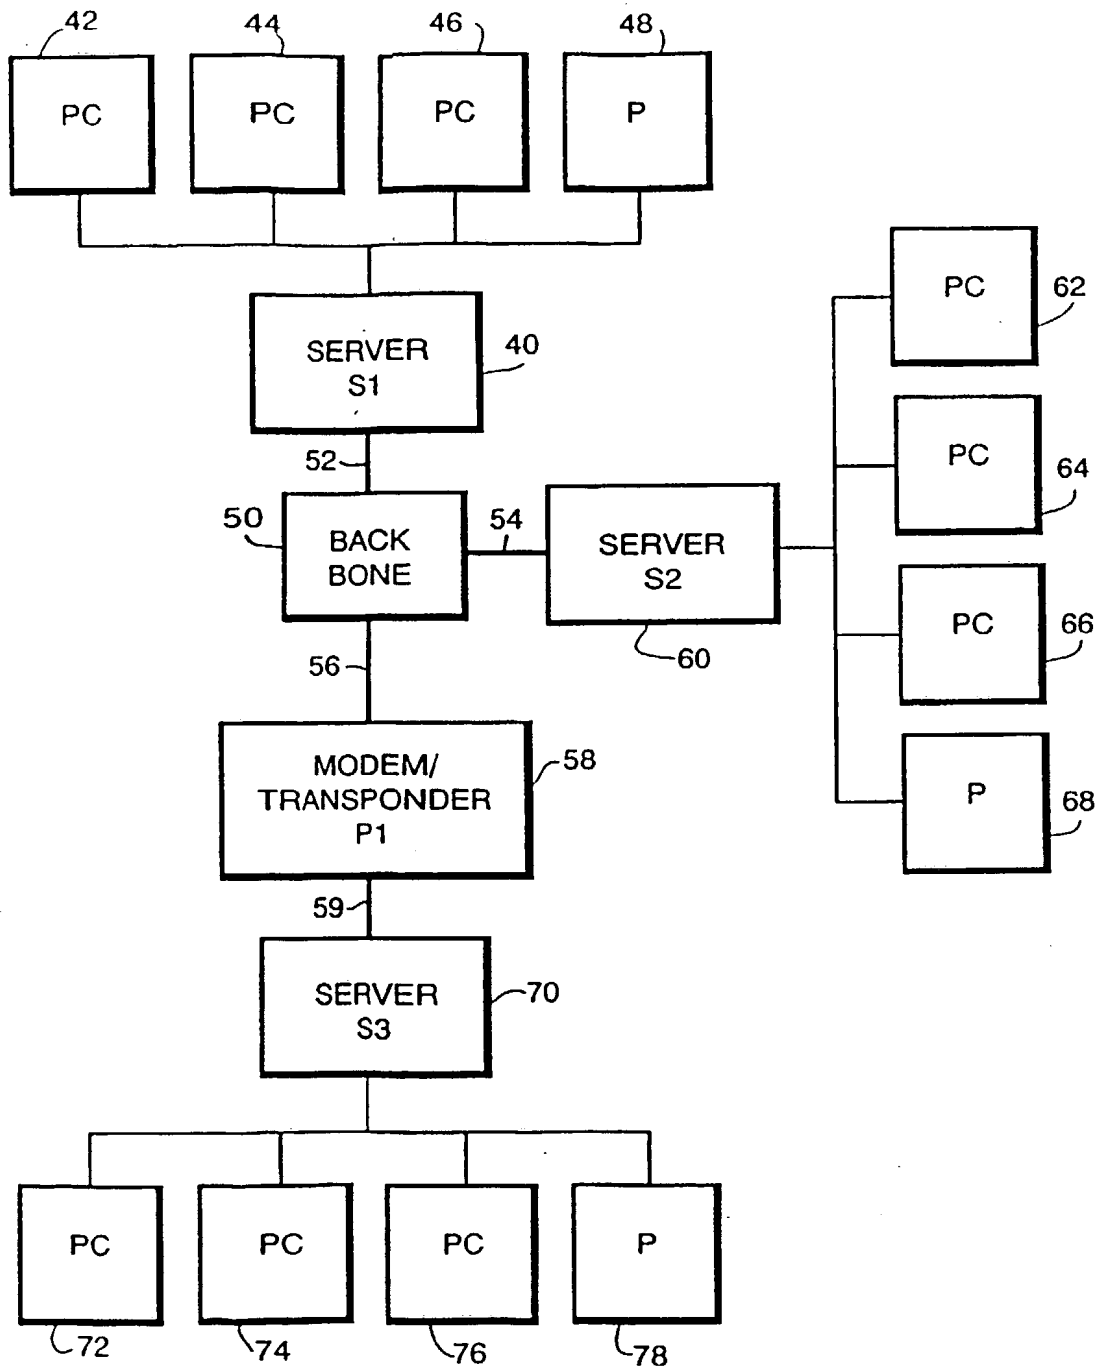 42
44
46
48
PC
PC
PC
P
SERVER
S1
40
52
50
BACK
BONE
54
SERVER
S2
60
PC
62
PC
64
PC
66
P
68
56
MODEM/
TRANSPONDER
P1
58
59
SERVER
S3
70
PC
PC
PC
P
72
74
76
78